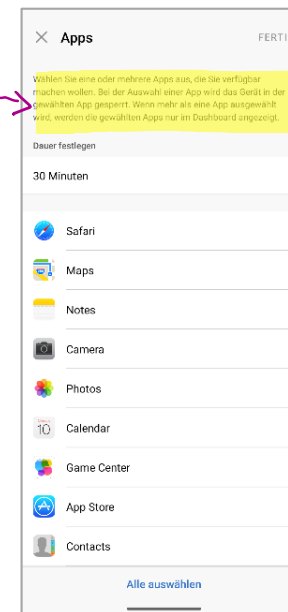 Apps
FERTI
Wählen Sie eine oder mehrere Apps aus, die Sie verfügbar
machen wollen. Bei der Auswahl einer App wird das Gerät in der
gewählten App gesperrt. Wenn mehr als eine App ausgewählt
wird, werden die gewählten Apps nur im Dashboard angezeigt.
Dauer festlegen
30 Minuten
Safari
Maps
Notes
Camera
Photos
10
Calendar
Game Center
App Store
Contacts
Alle auswählen